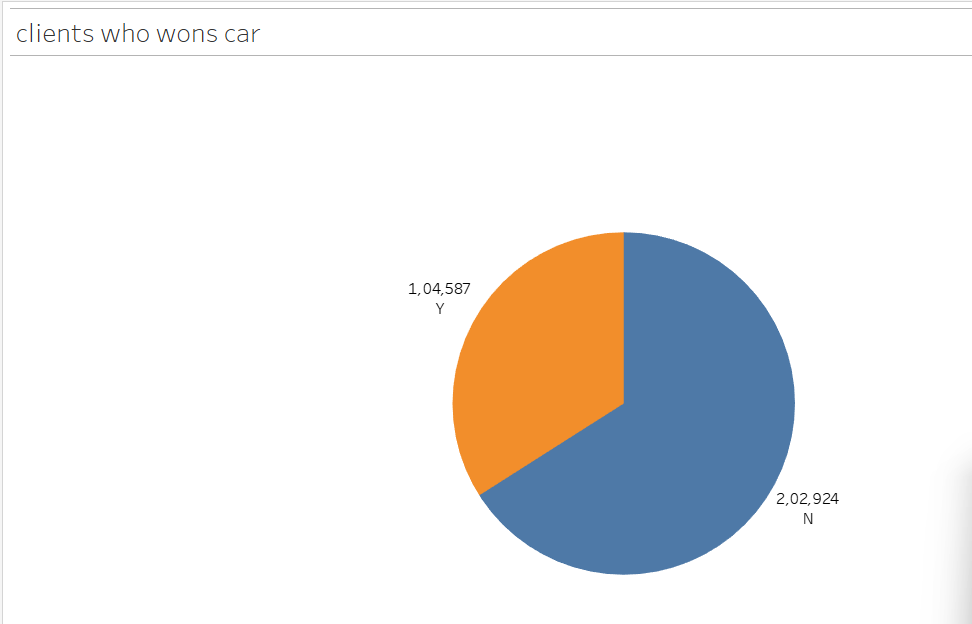 clients who wons car
1,04,587
Y
2,02,924
N